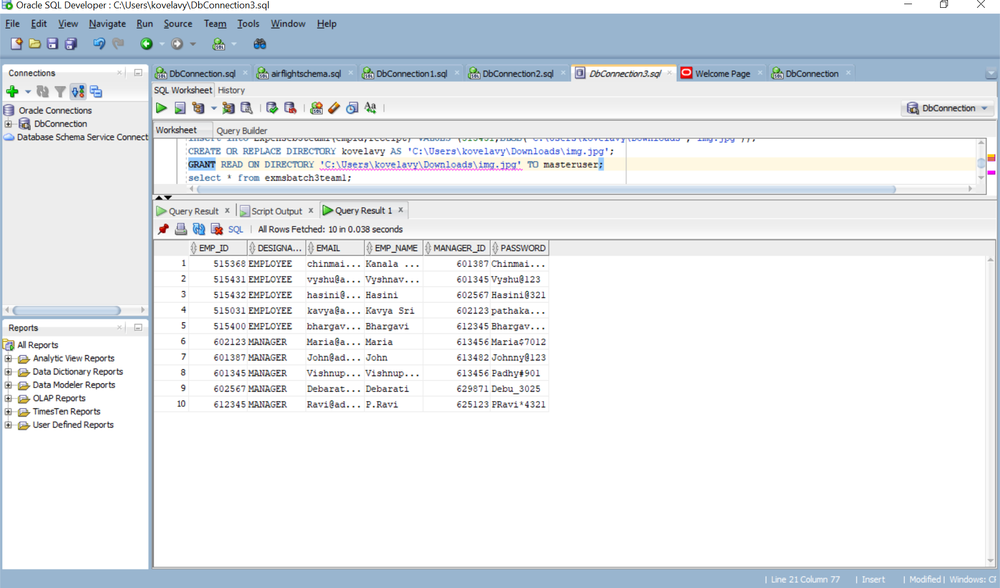 Oracle SQL Developer : C:\Users\kovelavy\DbConnection3.sql
File Edit View Navigate Run Source Team Tools Window Help
Connections
DbConnection.sql airflightschema.sql DbConnection1.sql DbConnection2.sql DbConnection3.sql Welcome Page DbConnection
SQL Worksheet History
Oracle Connections
DbConnection
Database Schema Service Connect
DbConnection
Worksheet Query Builder
CREATE OR REPLACE DIRECTORY kovelavy AS 'C:\Users\kovelavy\Downloads\img.jpg';
GRANT READ ON DIRECTORY 'C:\Users\kovelavy\Downloads\img.jpg' TO masteruser;
select * from exmsbatch3team1;
Query Result Script Output Query Result 1
SQL All Rows Fetched: 10 in 0.038 seconds
EMP_ID DESIGNA... EMAIL EMP_NAME MANAGER_ID PASSWORD
1 515368 EMPLOYEE chinmai... Kanala ... 601387 Chinmai...
2 515431 EMPLOYEE vyshu@a... Vyshnav... 601345 Vyshu@123
3 515432 EMPLOYEE hasini@... Hasini 602567 Hasini@321
4 515031 EMPLOYEE kavya@a... Kavya Sri 602123 pathaka...
5 515400 EMPLOYEE bhargav... Bhargavi 612345 Bhargav...
6 602123 MANAGER Maria@a... Maria 613456 Maria$7012
7 601387 MANAGER John@ad... John 613482 Johnny@123
8 601345 MANAGER Vishnup... Vishnup... 613456 Padhy#901
9 602567 MANAGER Debarat... Debarati 629871 Debu_3025
10 612345 MANAGER Ravi@ad... P.Ravi 625123 PRavi*4321
Reports
All Reports
Analytic View Reports
Data Dictionary Reports
Data Modeler Reports
OLAP Reports
TimesTen Reports
User Defined Reports
Line 21 Column 77 Insert Modified Windows: CF